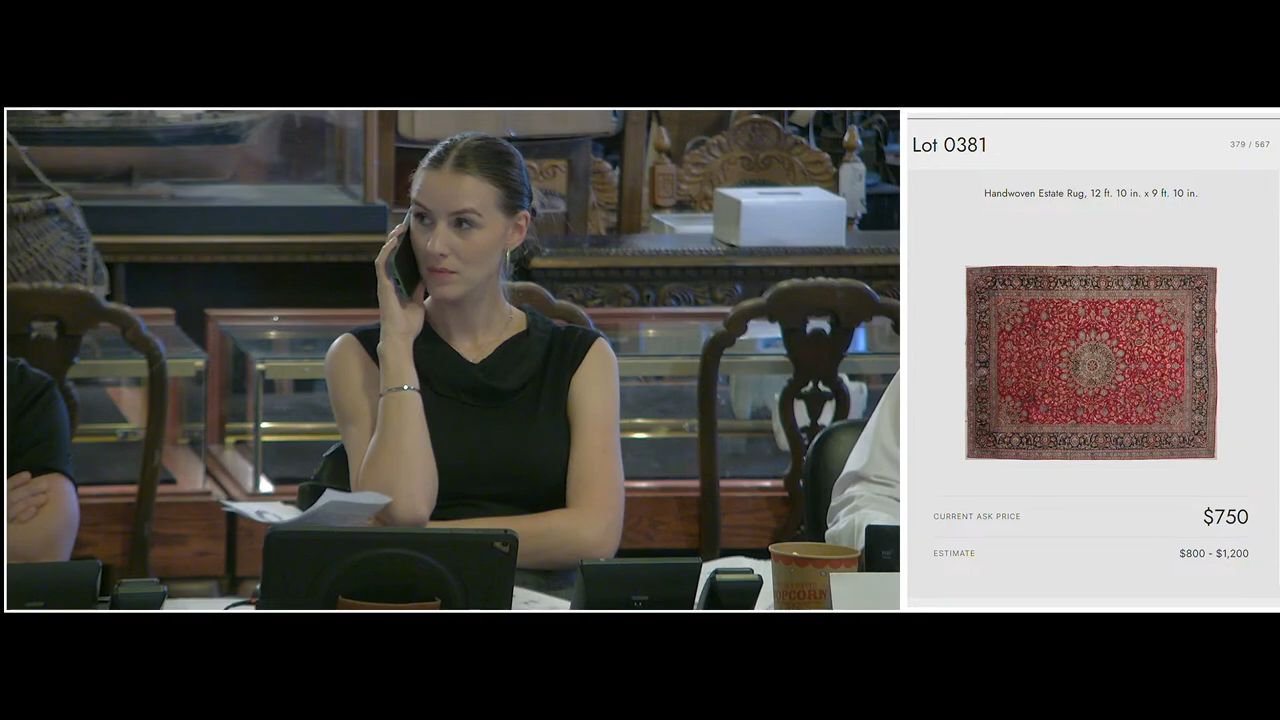 Lot 0381
379 / 567
Handwoven Estate Rug, 12 ft. 10 in. x 9 ft. 10 in.
CURRENT ASK PRICE
$750
ESTIMATE
$800 - $1,200
POPCORN